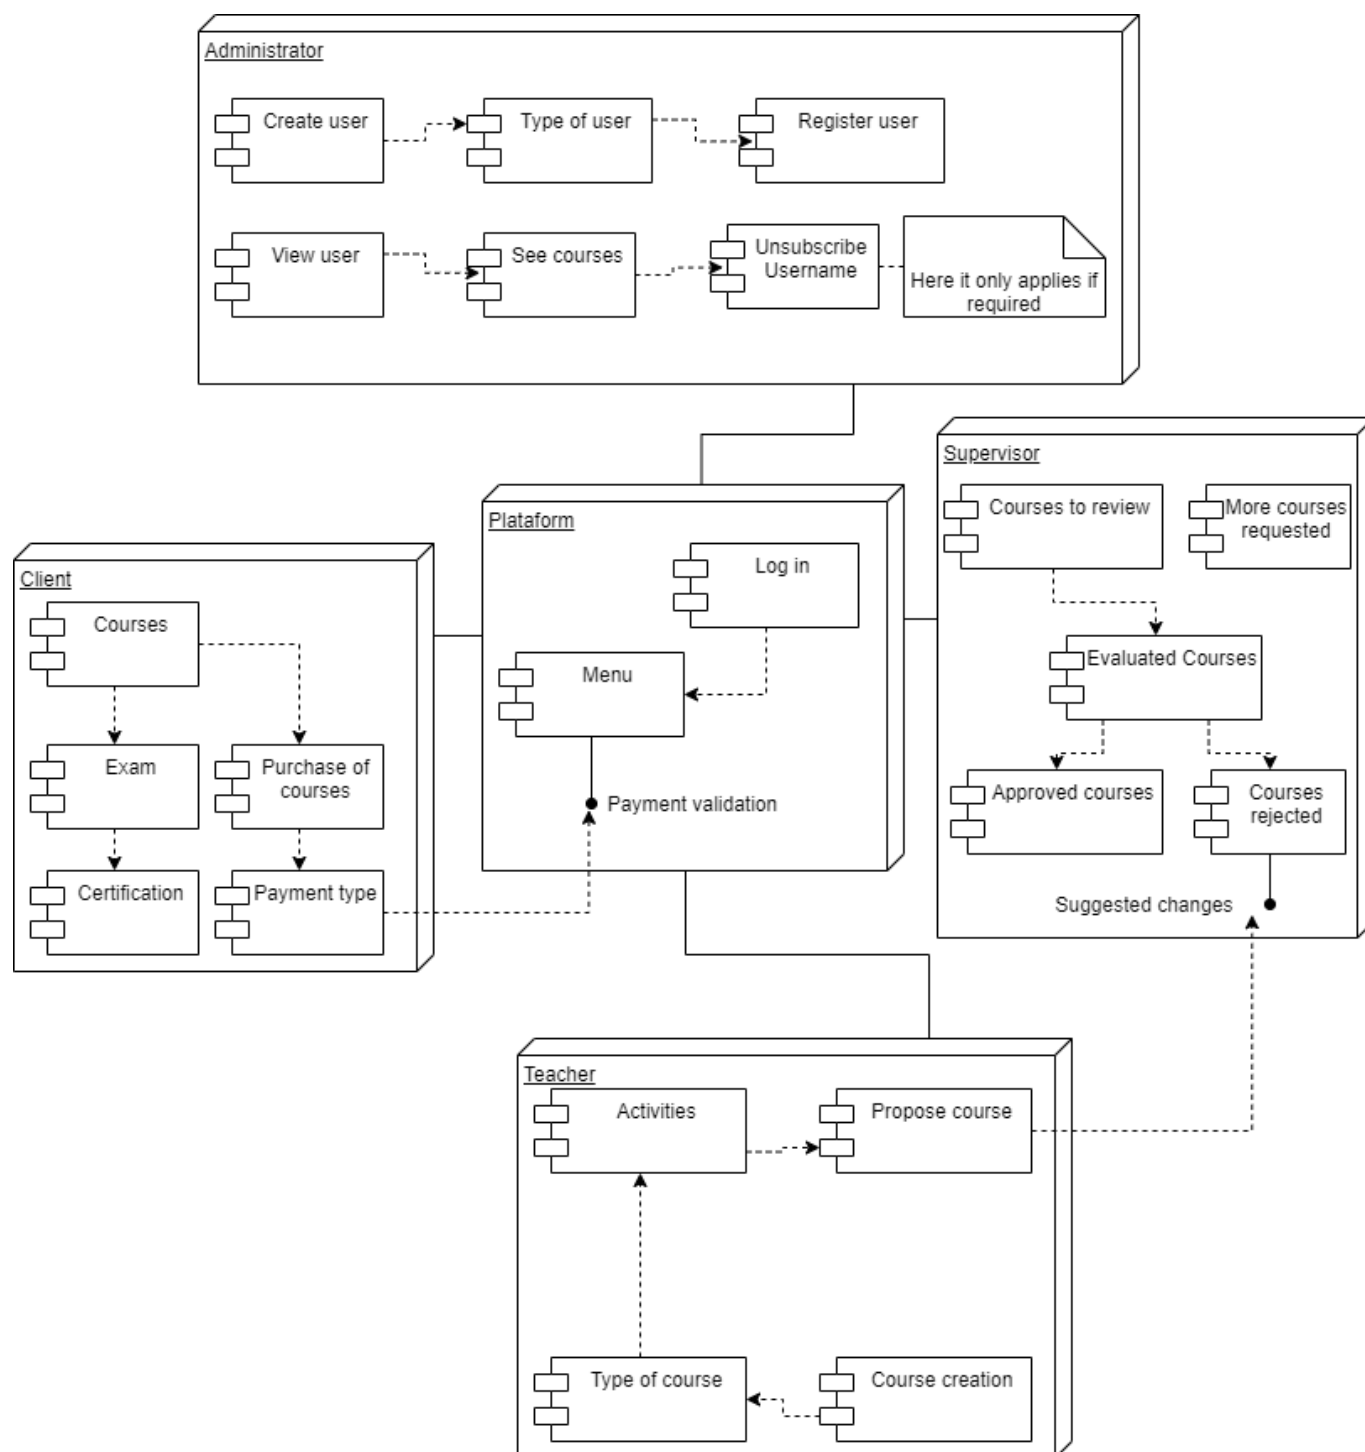 Administrator
Create user
Type of user
Register user
View user
See courses
Unsubscribe
Username
Here it only applies if
required
Supervisor
Courses to review
More courses
requested
Evaluated Courses
Approved courses
Courses
rejected
Suggested changes
Plataform
Log in
Menu
Payment validation
Client
Courses
Exam
Purchase of
courses
Certification
Payment type
Teacher
Activities
Propose course
Type of course
Course creation